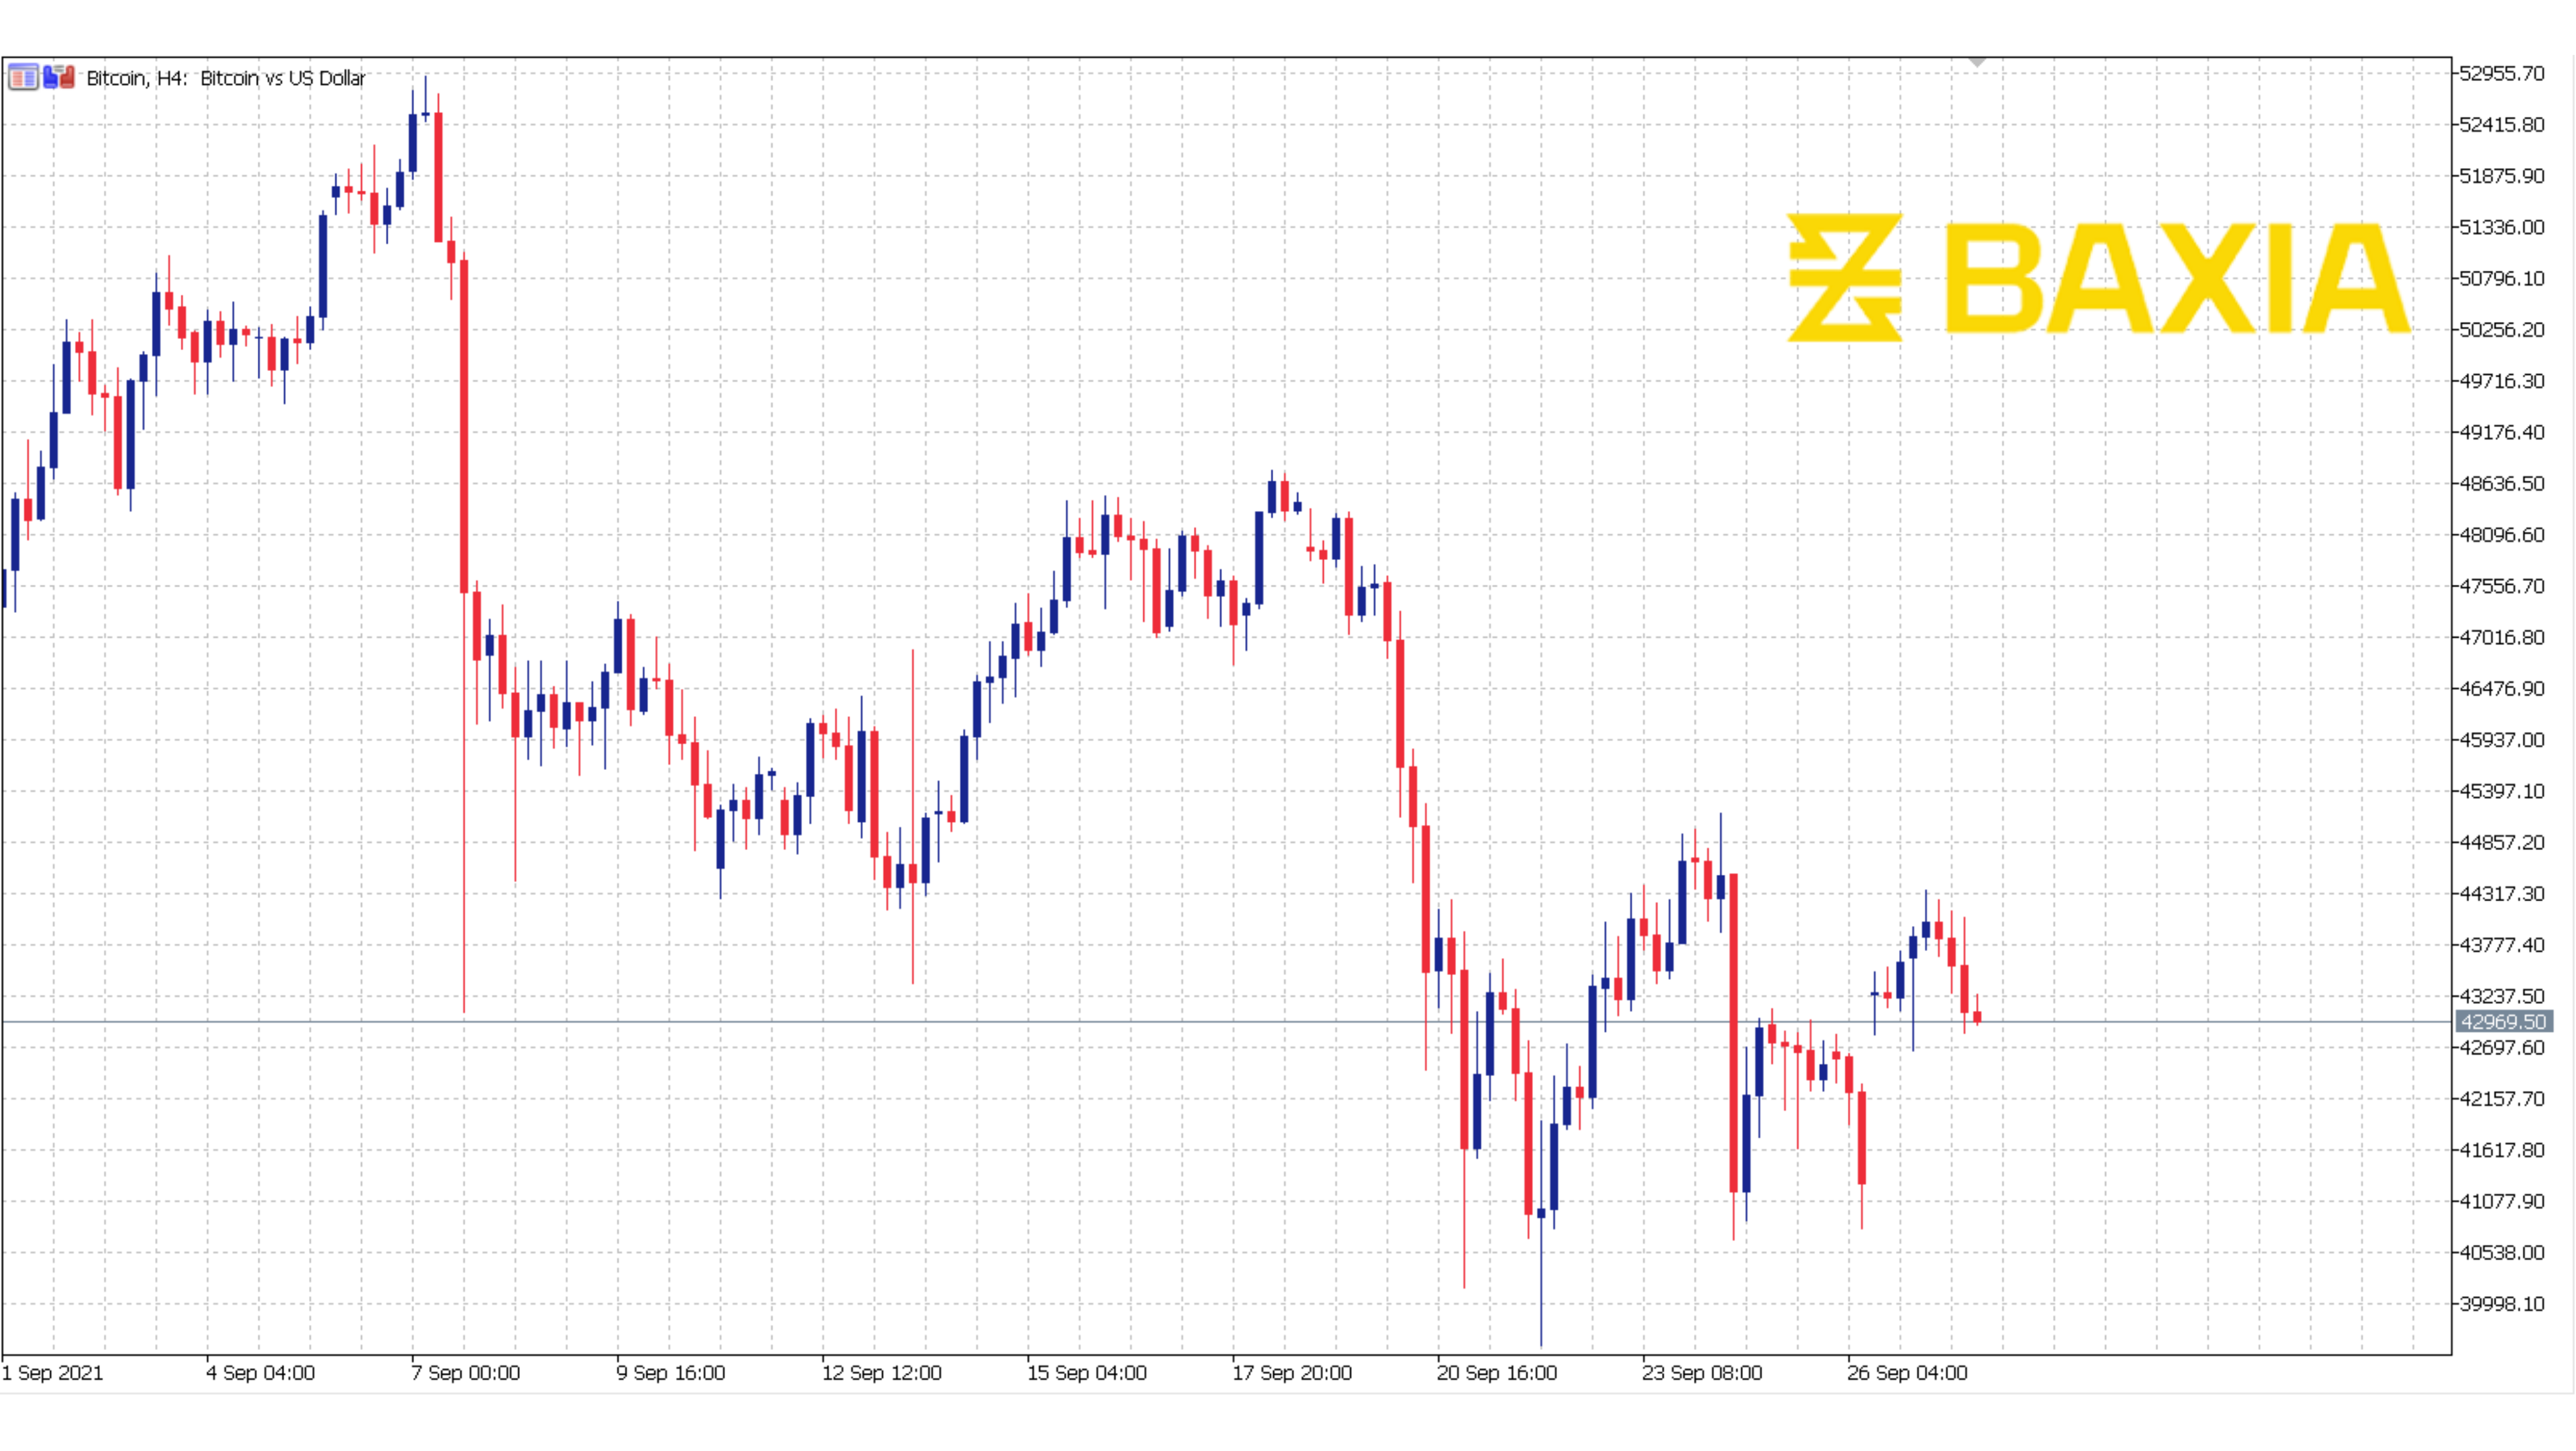 Bitcoin, H4: Bitcoin vs US Dollar
BAXIA
52955.70
52415.80
51875.90
51336.00
50796.10
50256.20
49716.30
49176.40
48636.50
48096.60
47556.70
47016.80
46476.90
45937.00
45397.10
44857.20
44317.30
43777.40
43237.50
42969.50
42697.60
42157.70
41617.80
41077.90
40538.00
39998.10
1 Sep 2021
4 Sep 04:00
7 Sep 00:00
9 Sep 16:00
12 Sep 12:00
15 Sep 04:00
17 Sep 20:00
20 Sep 16:00
23 Sep 08:00
26 Sep 04:00